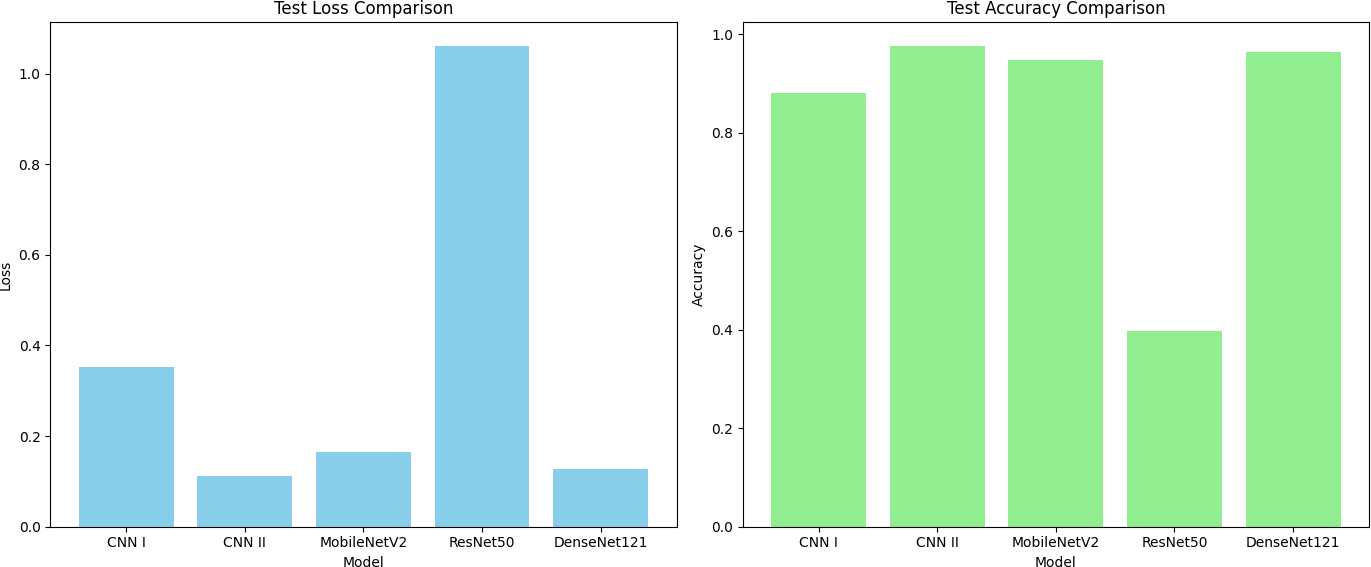 Test Loss Comparison
1.0
0.8
0.6
0.4
0.2
0.0
Loss
CNN I CNN II MobileNetV2 ResNet50 DenseNet121
Model
Test Accuracy Comparison
1.0
0.8
0.6
0.4
0.2
0.0
Accuracy
CNN I CNN II MobileNetV2 ResNet50 DenseNet121
Model